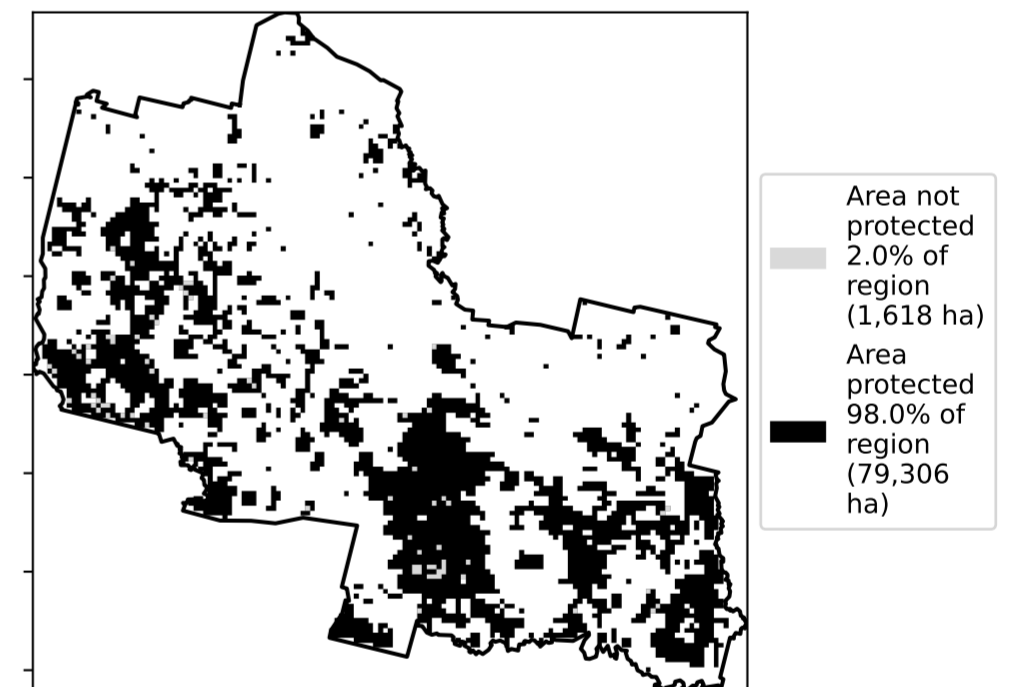 Area not
protected
2.0% of
region
(1,618 ha)
Area
protected
98.0% of
region
(79,306
ha)